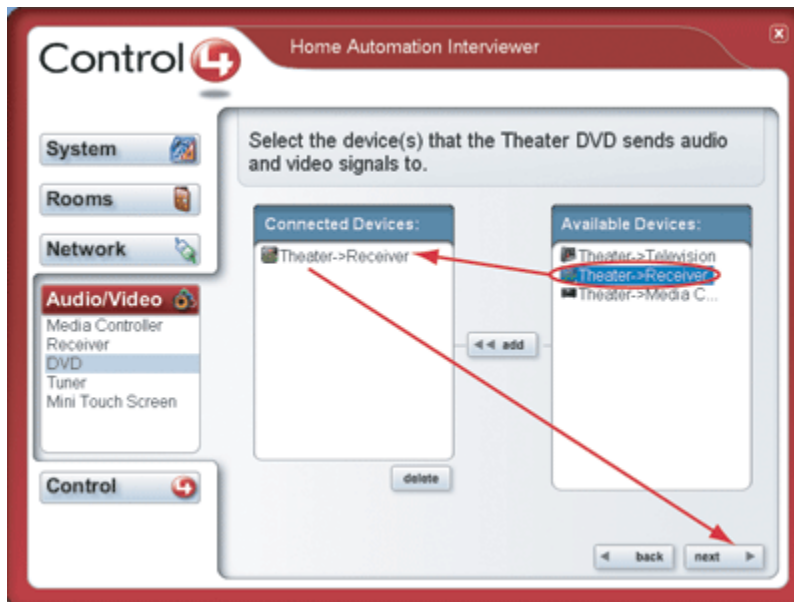 Control4
Home Automation Interviewer
System
Rooms
Network
Audio/Video
Media Controller
Receiver
DVD
Tuner
Mini Touch Screen
Control
Select the device(s) that the Theater DVD sends audio
and video signals to.
Connected Devices:
Theater->Receiver
add
delete
Available Devices:
Theater->Television
Theater->Receiver
Theater->Media C...
back
next